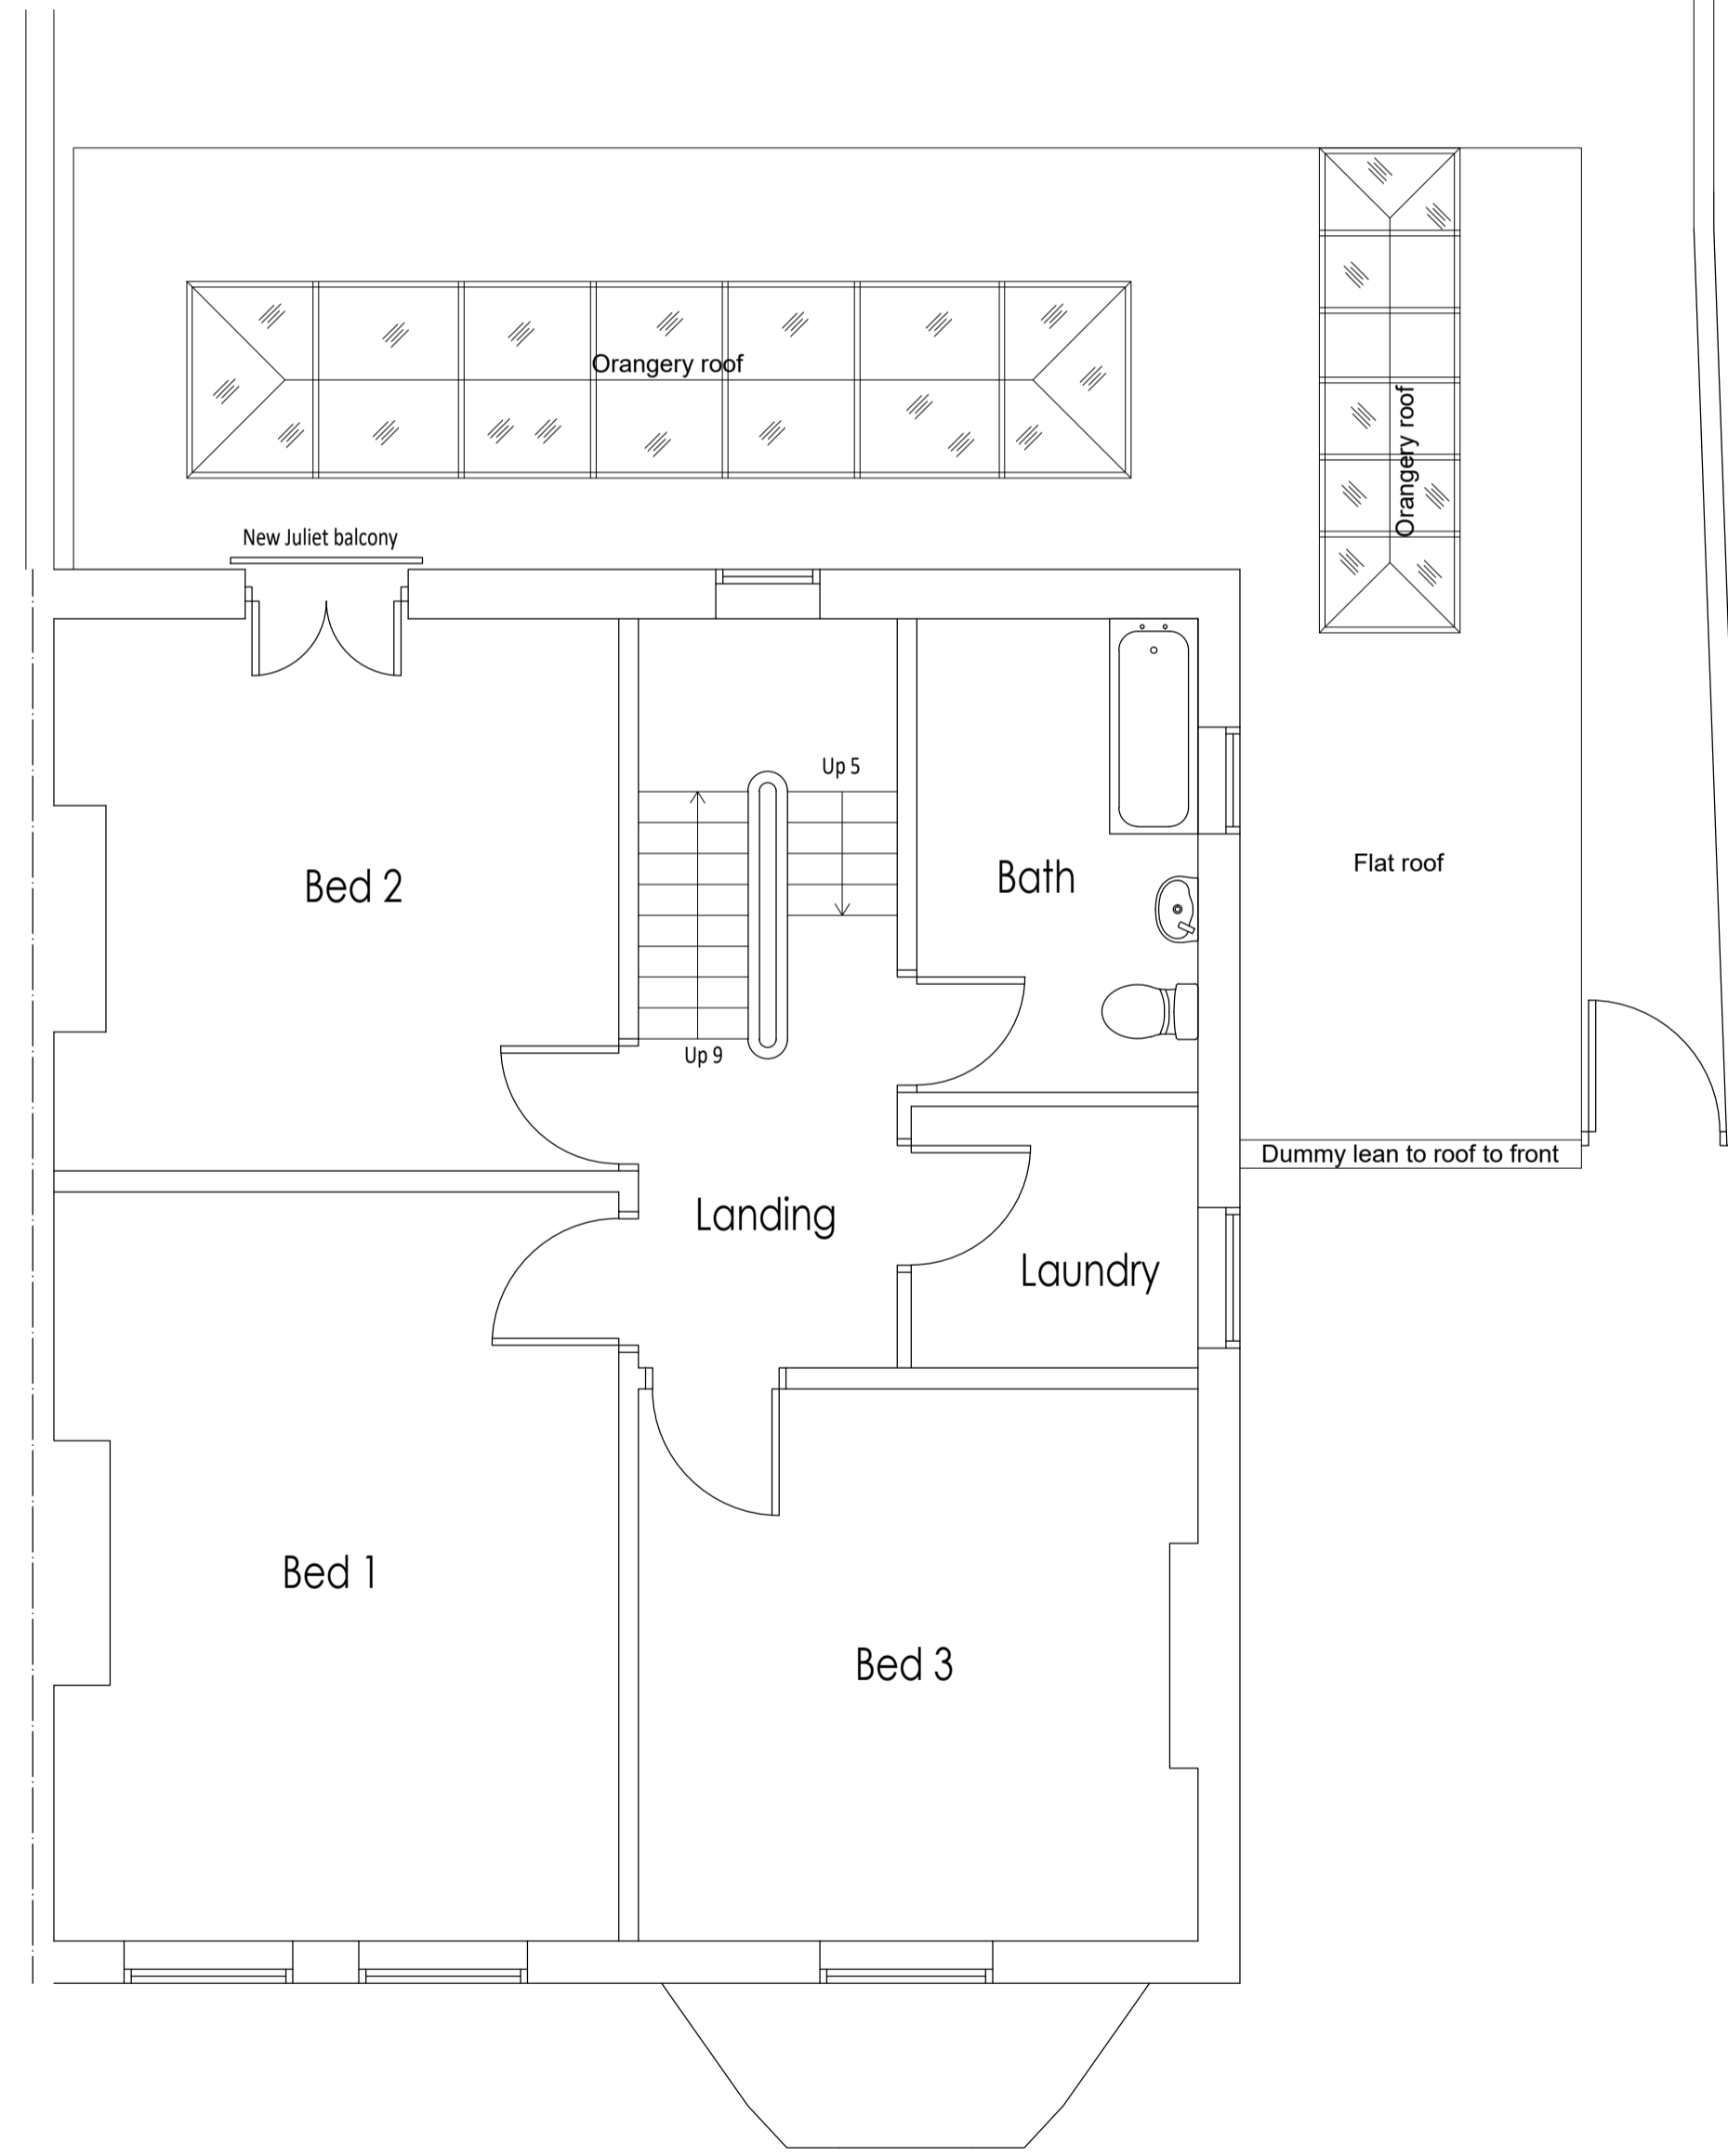 Orangery roof
Orangery roof
New Juliet balcony
Up 5
Flat roof
Bed 2
Bath
Up 9
Dummy lean to roof to front
Landing
Laundry
Bed 1
Bed 3